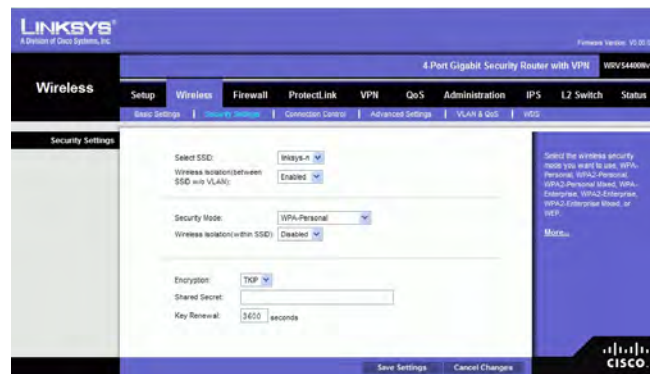 LINKSYS®
A Division of Cisco Systems, Inc.
Firmware Version:
4-Port Gigabit Security Router with VPN
Wireless
Setup Wireless Firewall ProtectLink VPN QoS Administration IPS L2 Switch Status
Basic Settings | Security Settings | Connection Control | Advanced Settings | VLAN & QoS | WDS
Security Settings
Select SSID: linksys-n
Wireless Isolation(between
SSID w/o VLAN): Enabled
Security Mode: WPA-Personal
Wireless Isolation(within SSID): Disabled
Encryption: TKIP
Shared Secret:
Key Renewal: 3600 seconds
Select the wireless security
mode you want to use, WPA-
Personal, WPA2-Personal,
WPA2-Personal Mixed, WPA-
Enterprise, WPA2-Enterprise,
WPA2-Enterprise Mixed, or
WEP.
More...
Save Settings Cancel Changes
CISCO.